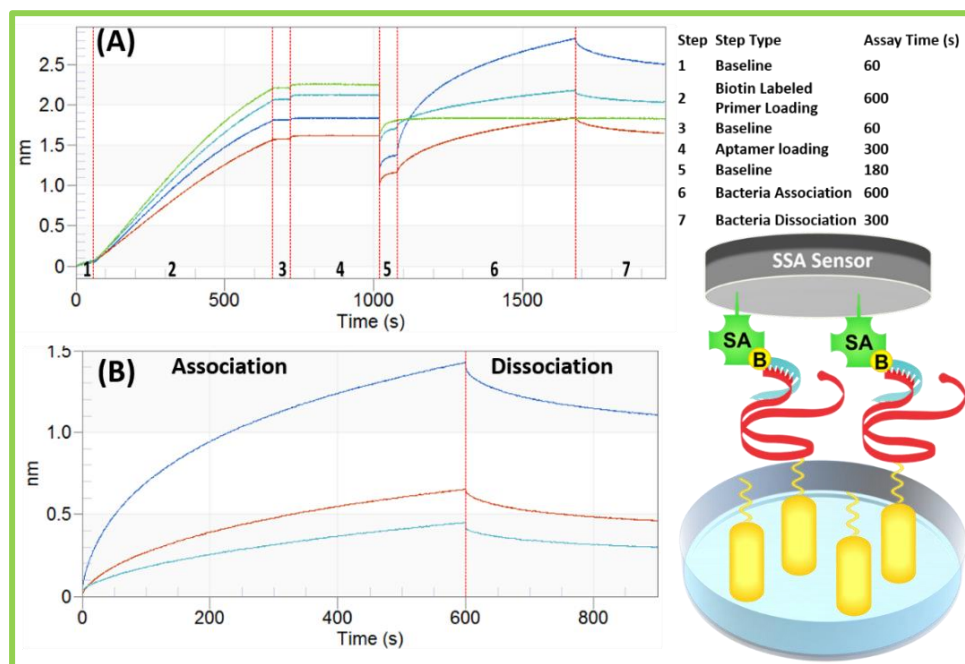 (A)
nm
2.5
2.0
1.5
1.0
0.5
0
1 2 3 4 5 6 7
0 500 1000 1500
Time (s)
Step Step Type Assay Time (s)
1 Baseline 60
2 Biotin Labeled Primer Loading 600
3 Baseline 60
4 Aptamer loading 300
5 Baseline 180
6 Bacteria Association 600
7 Bacteria Dissociation 300
(B)
Association Dissociation
nm
1.5
1.0
0.5
0
0 200 400 600 800
Time (s)
SSA Sensor
SA SA
B B